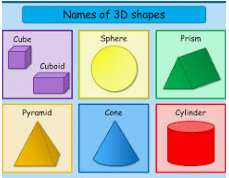 Names of 3D shapes
Cube
Cuboid
Sphere
Prism
Pyramid
Cone
Cylinder